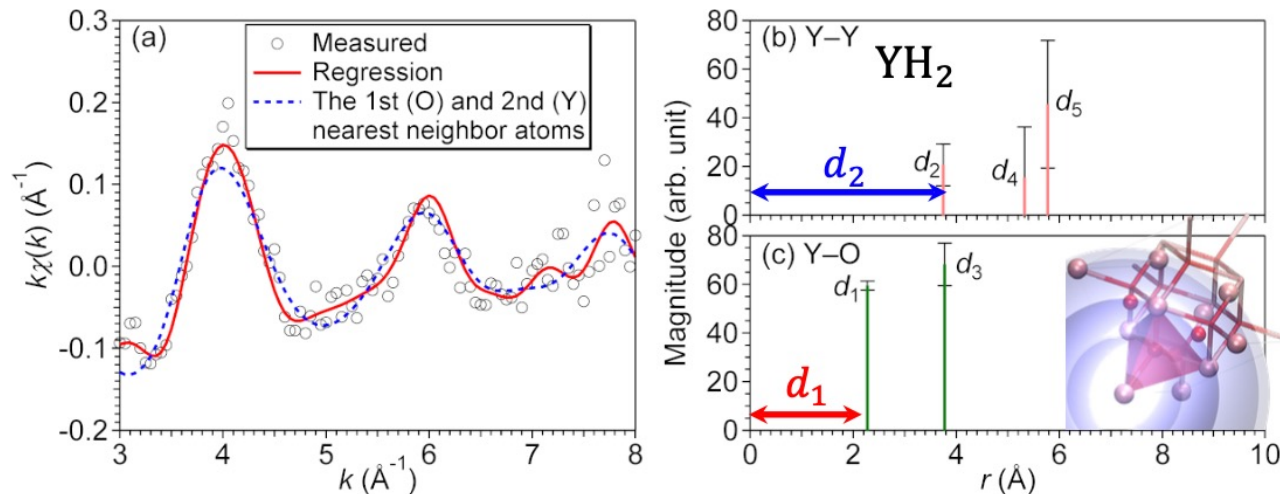 (a)
Measured
Regression
The 1st (O) and 2nd (Y)
nearest neighbor atoms
0.3
0.2
0.1
0.0
-0.1
-0.2
kχ(k) (Å⁻¹)
3 4 5 6 7 8
k (Å⁻¹)
(b) Y–Y
YH₂
d₂
d₂
d₄
d₅
80
60
40
20
0
Magnitude (arb. unit)
(c) Y–O
d₁
d₃
d₁
80
60
40
20
0
0 2 4 6 8 10
r (Å)